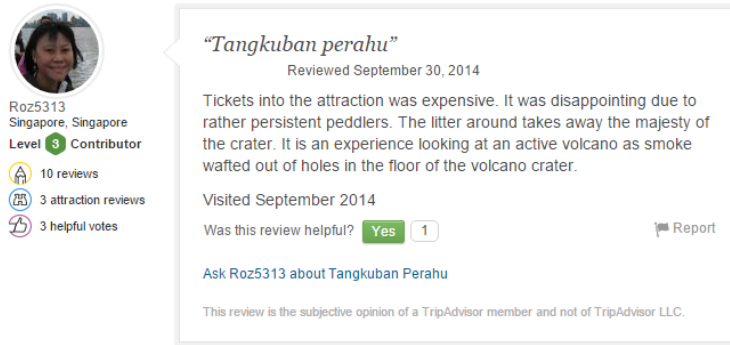 “Tangkuban perahu”
Reviewed September 30, 2014
Tickets into the attraction was expensive. It was disappointing due to
rather persistent peddlers. The litter around takes away the majesty of
the crater. It is an experience looking at an active volcano as smoke
wafted out of holes in the floor of the volcano crater.
Visited September 2014
Was this review helpful? Yes 1
Report
Ask Roz5313 about Tangkuban Perahu
This review is the subjective opinion of a TripAdvisor member and not of TripAdvisor LLC.
Roz5313
Singapore, Singapore
Level 3 Contributor
10 reviews
3 attraction reviews
3 helpful votes